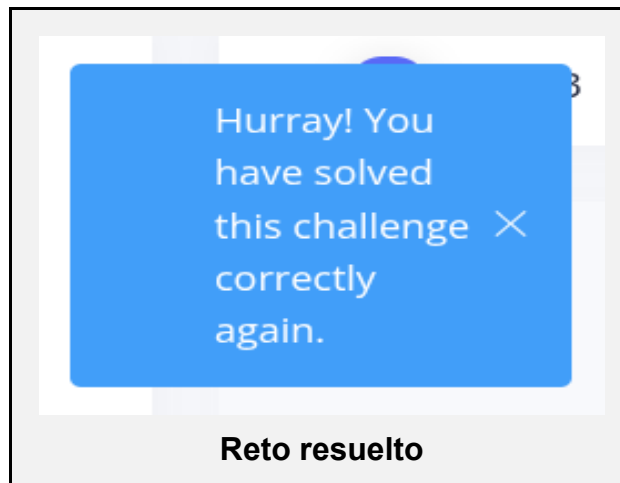 Hurray! You
have solved
this challenge
correctly
again.
Reto resuelto